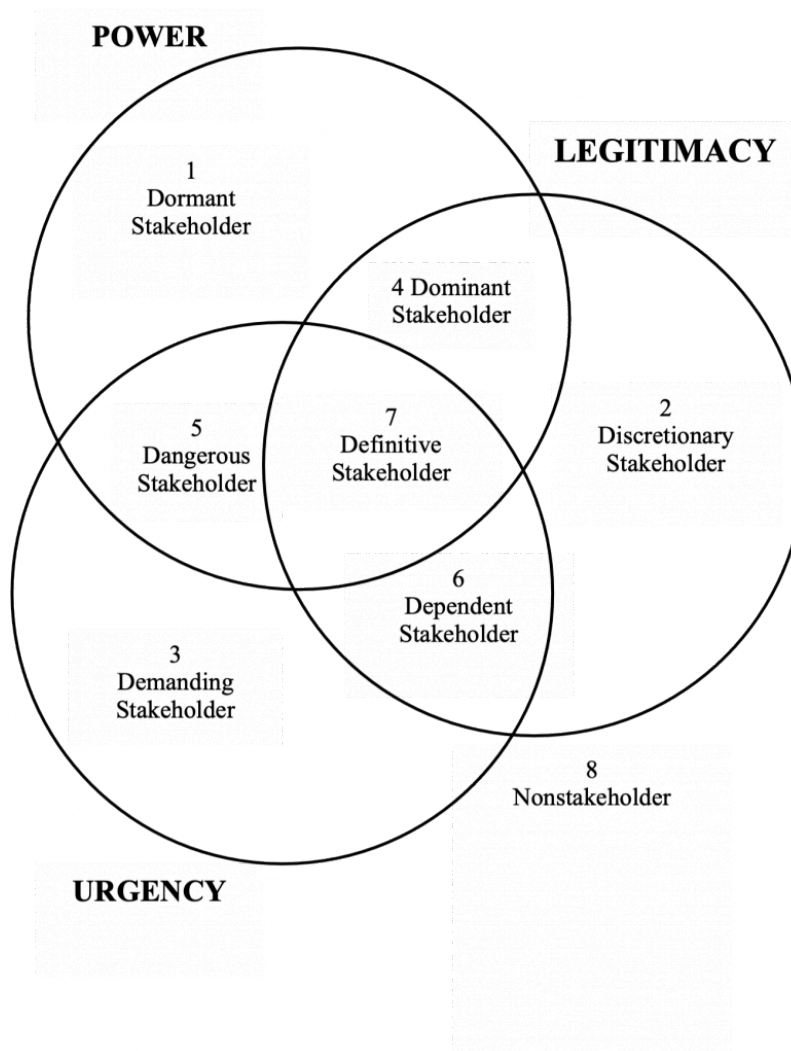 POWER
LEGITIMACY
1
Dormant
Stakeholder
4 Dominant
Stakeholder
5
Dangerous
Stakeholder
7
Definitive
Stakeholder
2
Discretionary
Stakeholder
6
Dependent
Stakeholder
3
Demanding
Stakeholder
8
Nonstakeholder
URGENCY